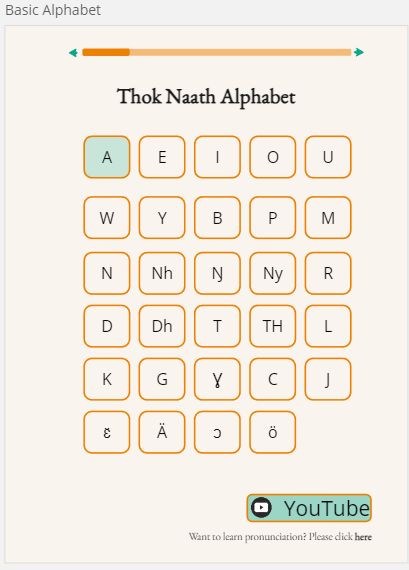 Basic Alphabet
Thok Naath Alphabet
A E I O U
W Y B P M
N Nh Ŋ Ny R
D Dh T TH L
K G Ɣ C J
ɛ̈ Ä ɔ ö
YouTube
Want to learn pronunciation? Please click here